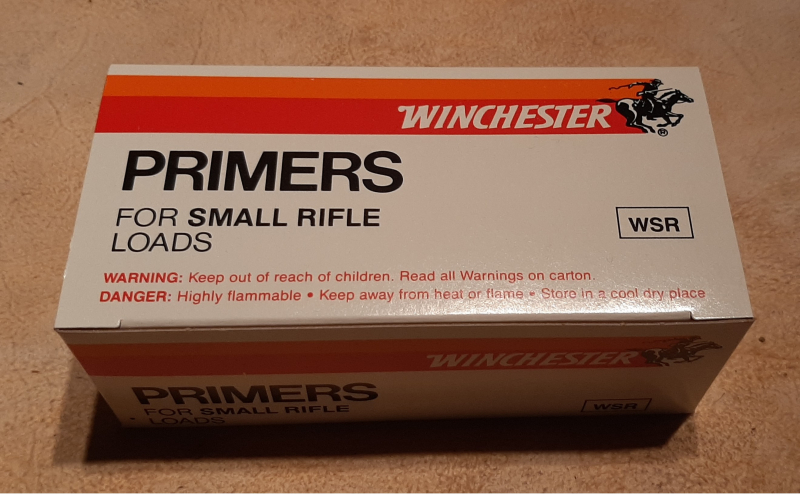 WINCHESTER
®
PRIMERS
FOR SMALL RIFLE
LOADS
WSR
WARNING: Keep out of reach of children. Read all Warnings on carton.
DANGER: Highly flammable • Keep away from heat or flame • Store in a cool dry place
WINCHESTER
PRIMERS
FOR SMALL RIFLE
LOADS
WSR